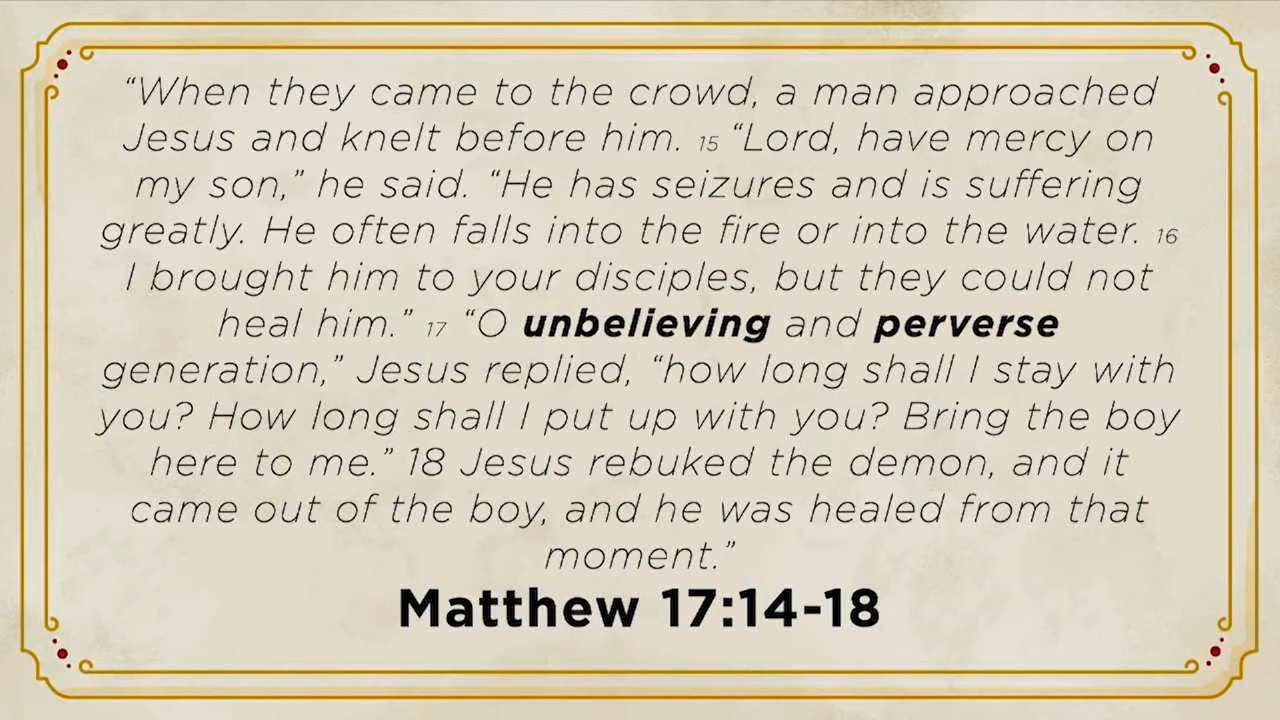 “When they came to the crowd, a man approached
Jesus and knelt before him. 15 “Lord, have mercy on
my son,” he said. “He has seizures and is suffering
greatly. He often falls into the fire or into the water. 16
I brought him to your disciples, but they could not
heal him.” 17 “O unbelieving and perverse
generation,” Jesus replied, “how long shall I stay with
you? How long shall I put up with you? Bring the boy
here to me.” 18 Jesus rebuked the demon, and it
came out of the boy, and he was healed from that
moment.”
Matthew 17:14-18